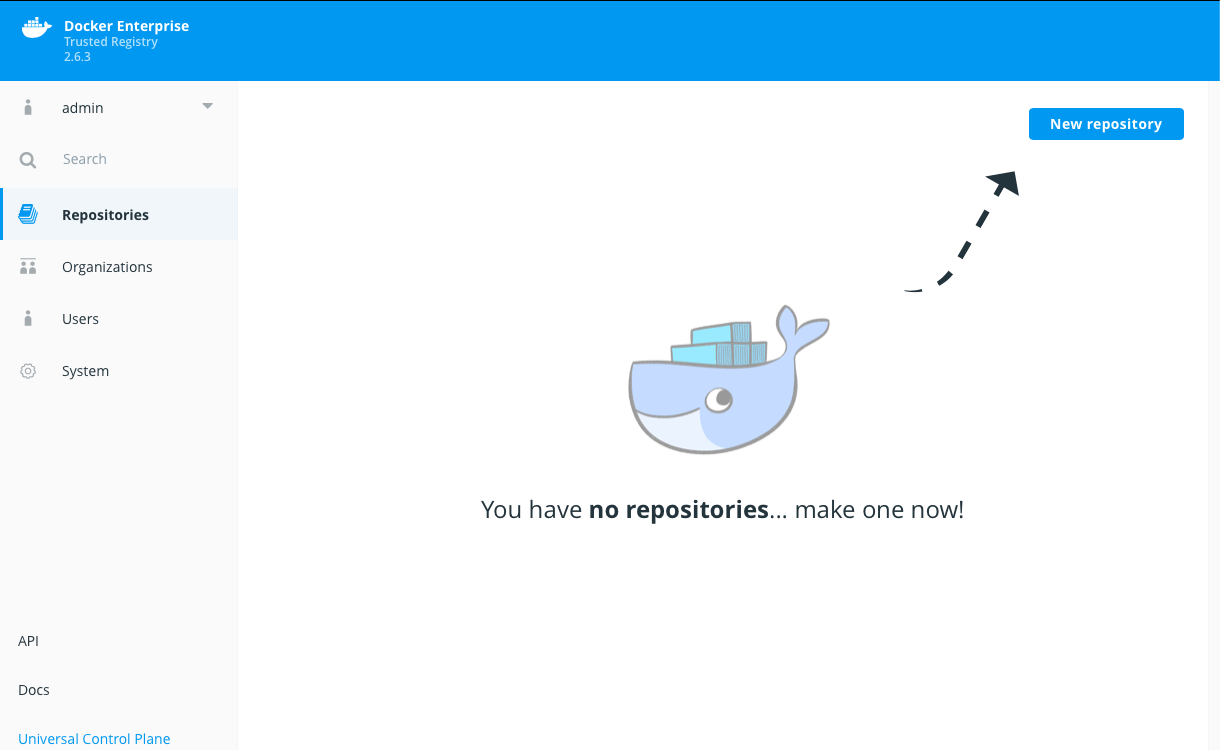 Docker Enterprise
Trusted Registry
2.6.3
admin
Search
Repositories
Organizations
Users
System
API
Docs
Universal Control Plane
New repository
You have no repositories... make one now!